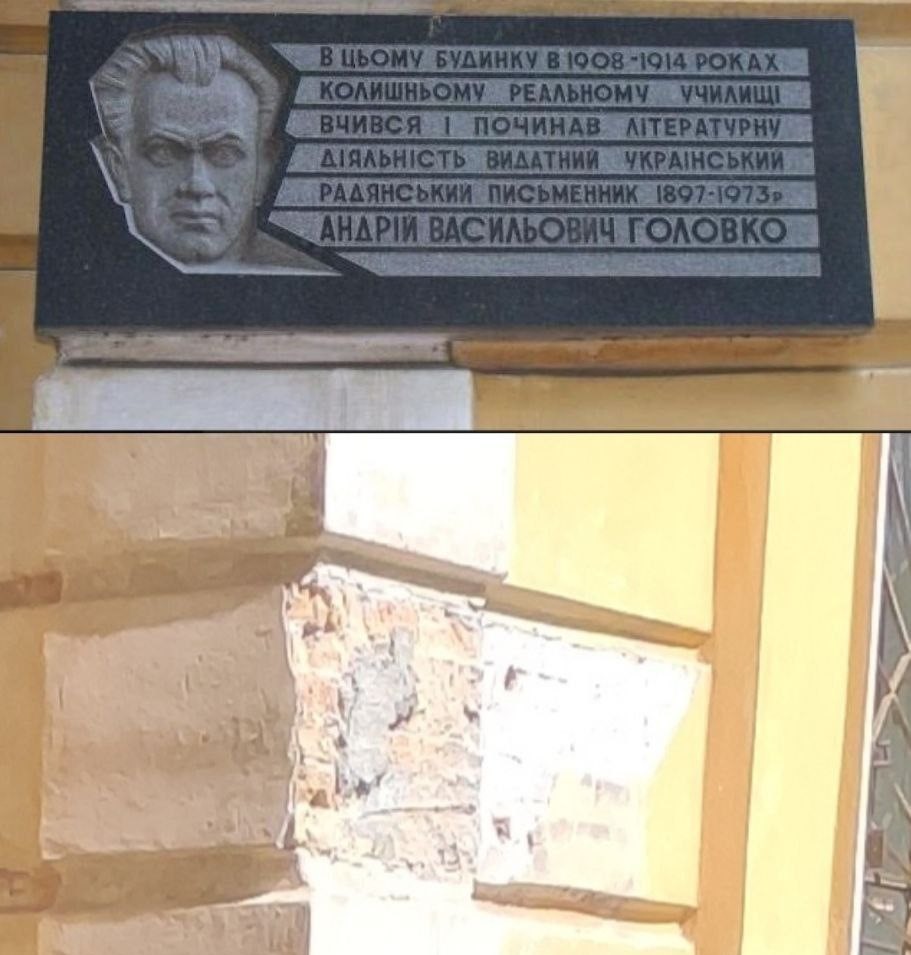 В ЦЬОМУ БУДИНКУ В 1908-1914 РОКАХ
КОЛИШНЬОМУ РЕАЛЬНОМУ УЧИЛИЩІ
ВЧИВСЯ І ПОЧИНАВ ЛІТЕРАТУРНУ
ДІЯЛЬНІСТЬ ВИДАТНИЙ УКРАЇНСЬКИЙ
РАДЯНСЬКИЙ ПИСЬМЕННИК 1897-1973р
АНДРІЙ ВАСИЛЬОВИЧ ГОЛОВКО